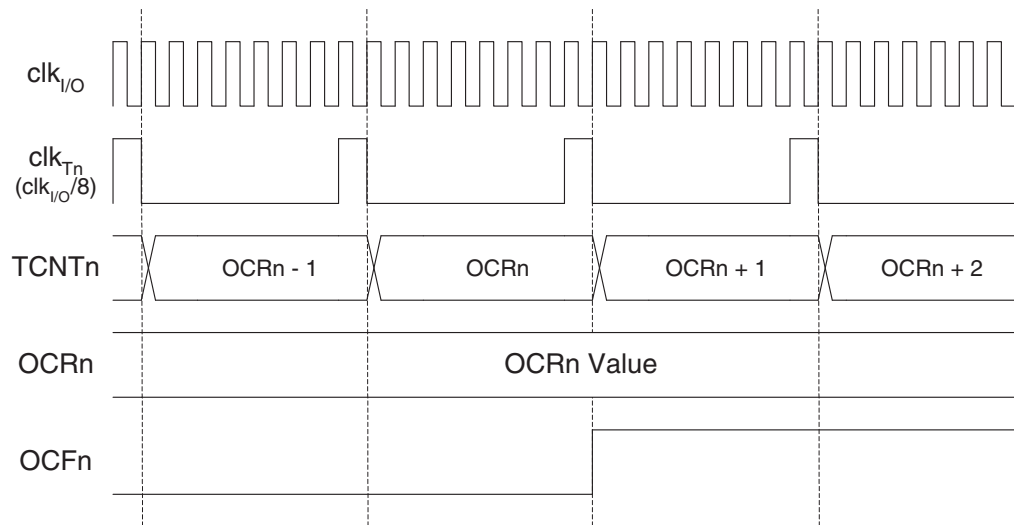 clkI/O
clkTn
(clkI/O/8)
TCNTn
OCRn - 1
OCRn
OCRn + 1
OCRn + 2
OCRn
OCRn Value
OCFn